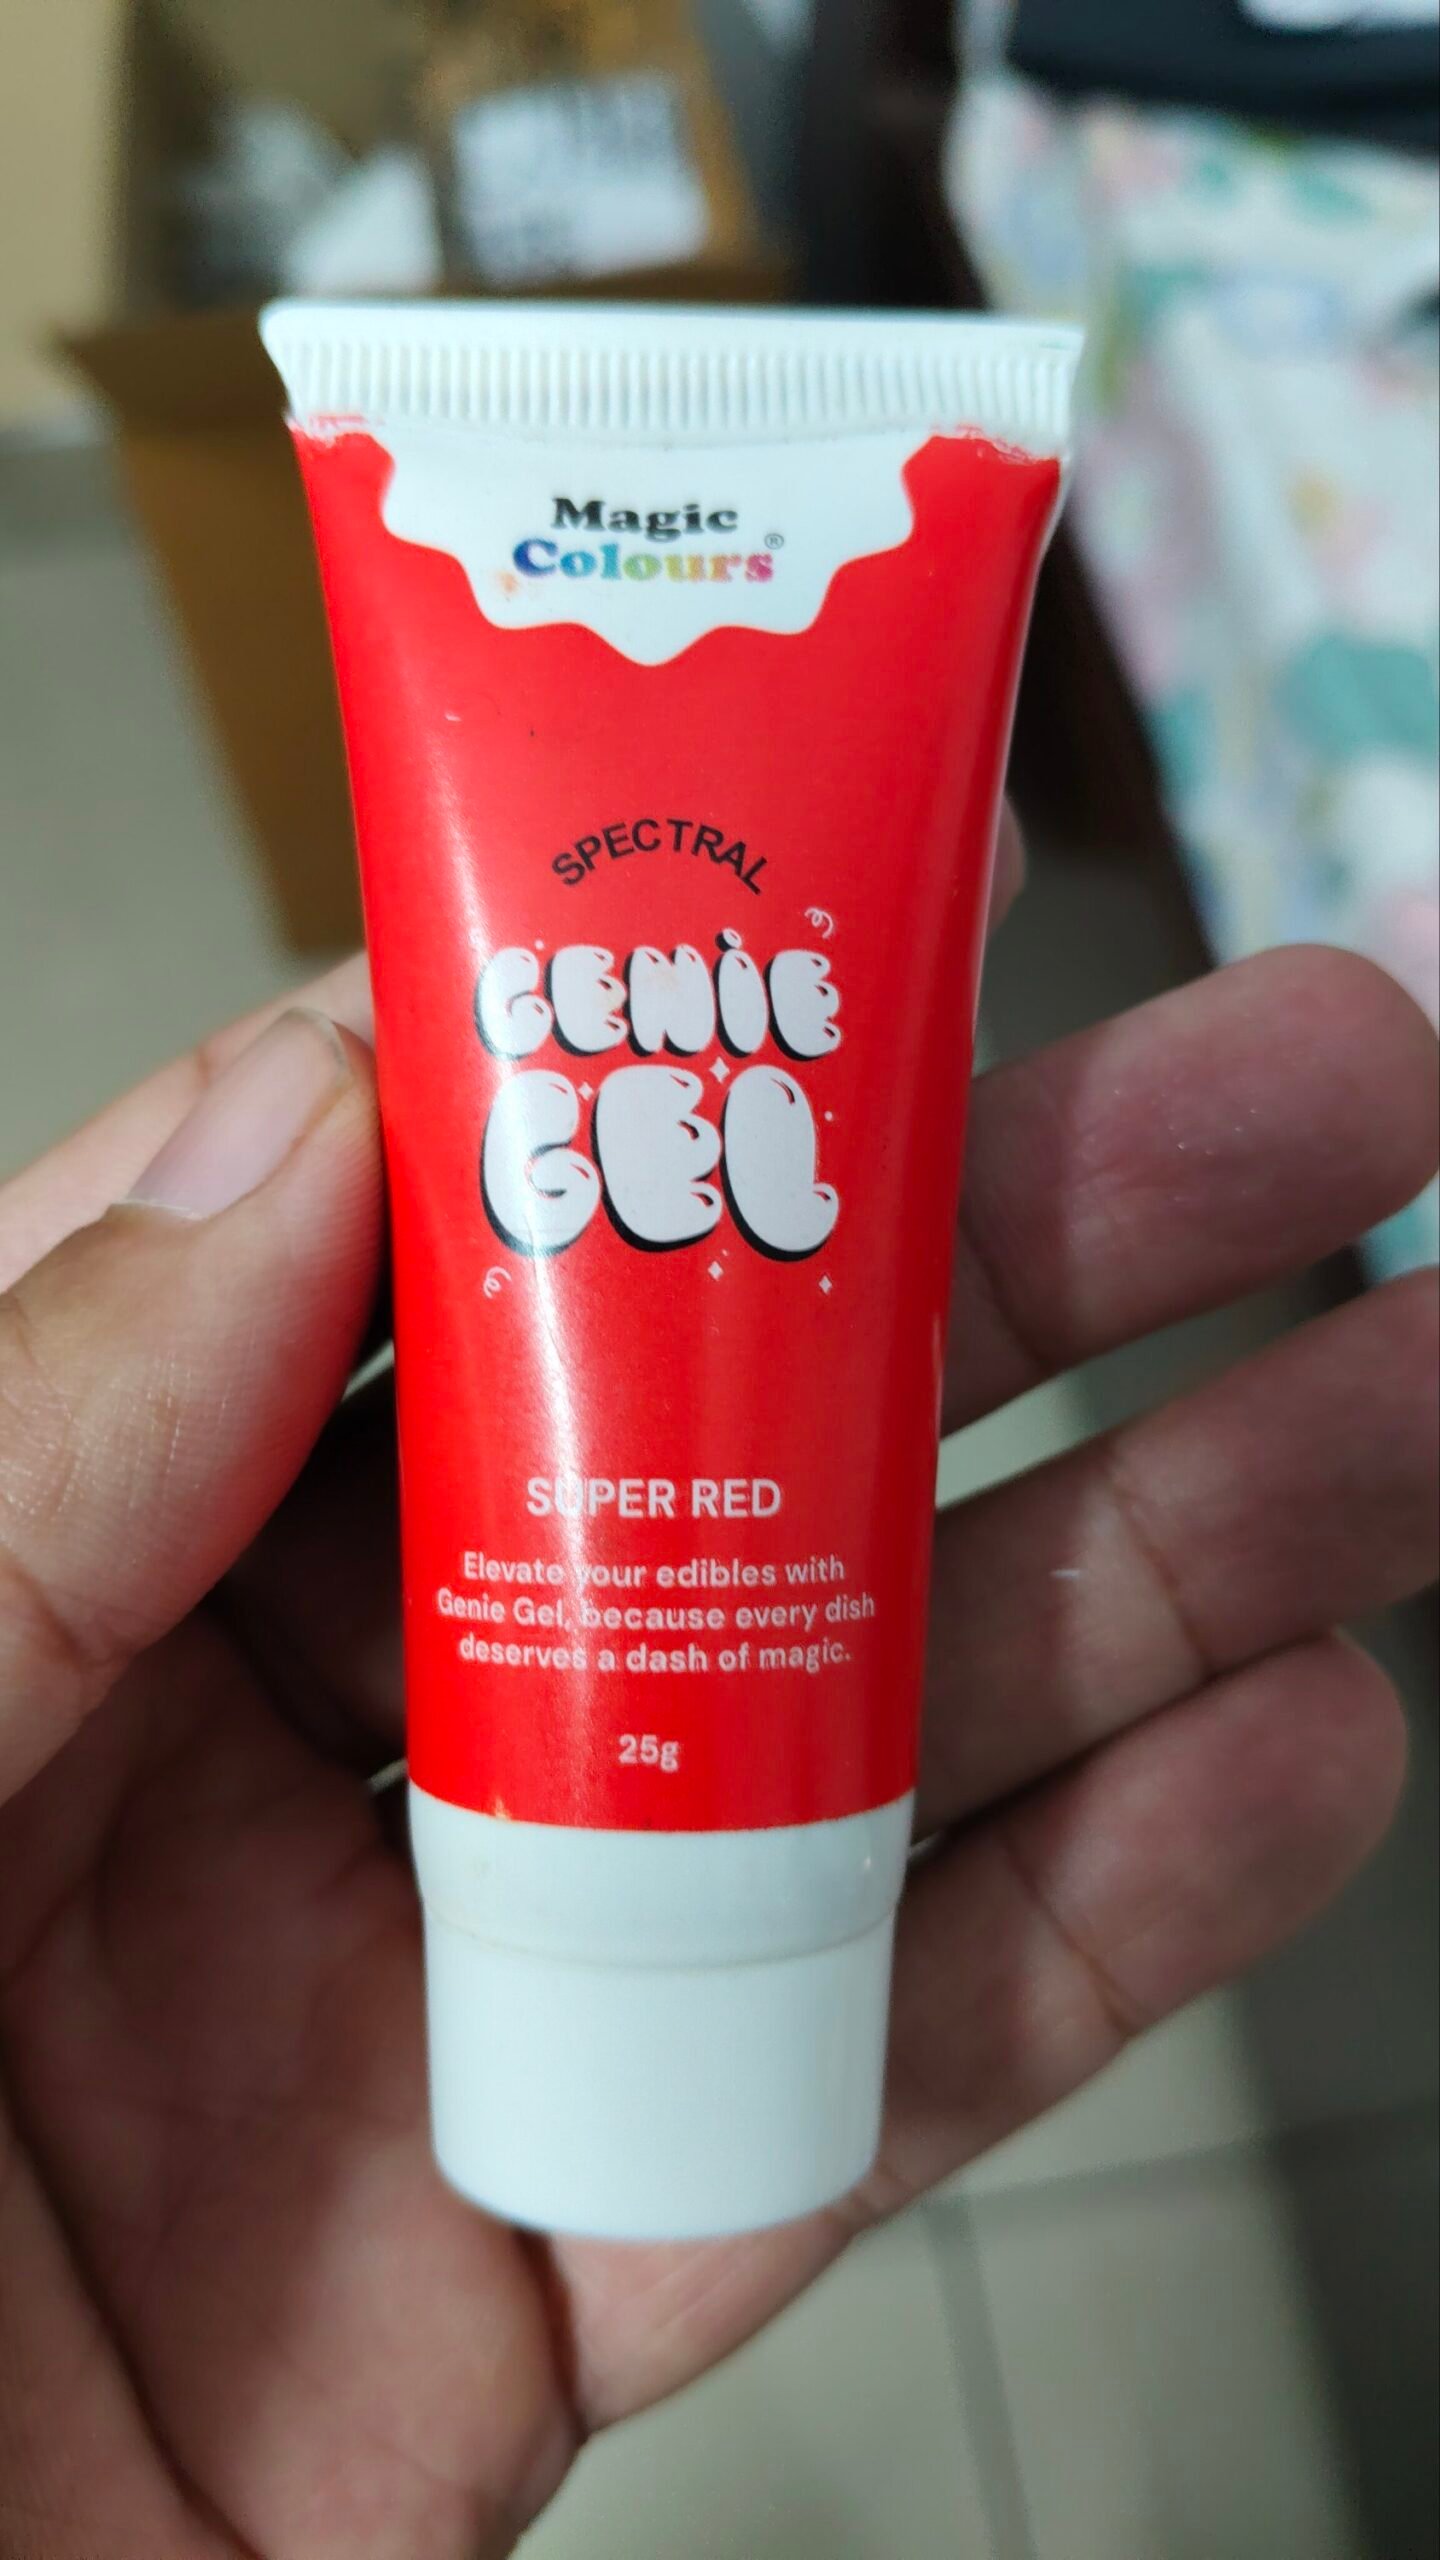 Magic
Colours®
SPECTRAL
GENIE
GEL
SUPER RED
Elevate your edibles with
Genie Gel, because every dish
deserves a dash of magic.
25g